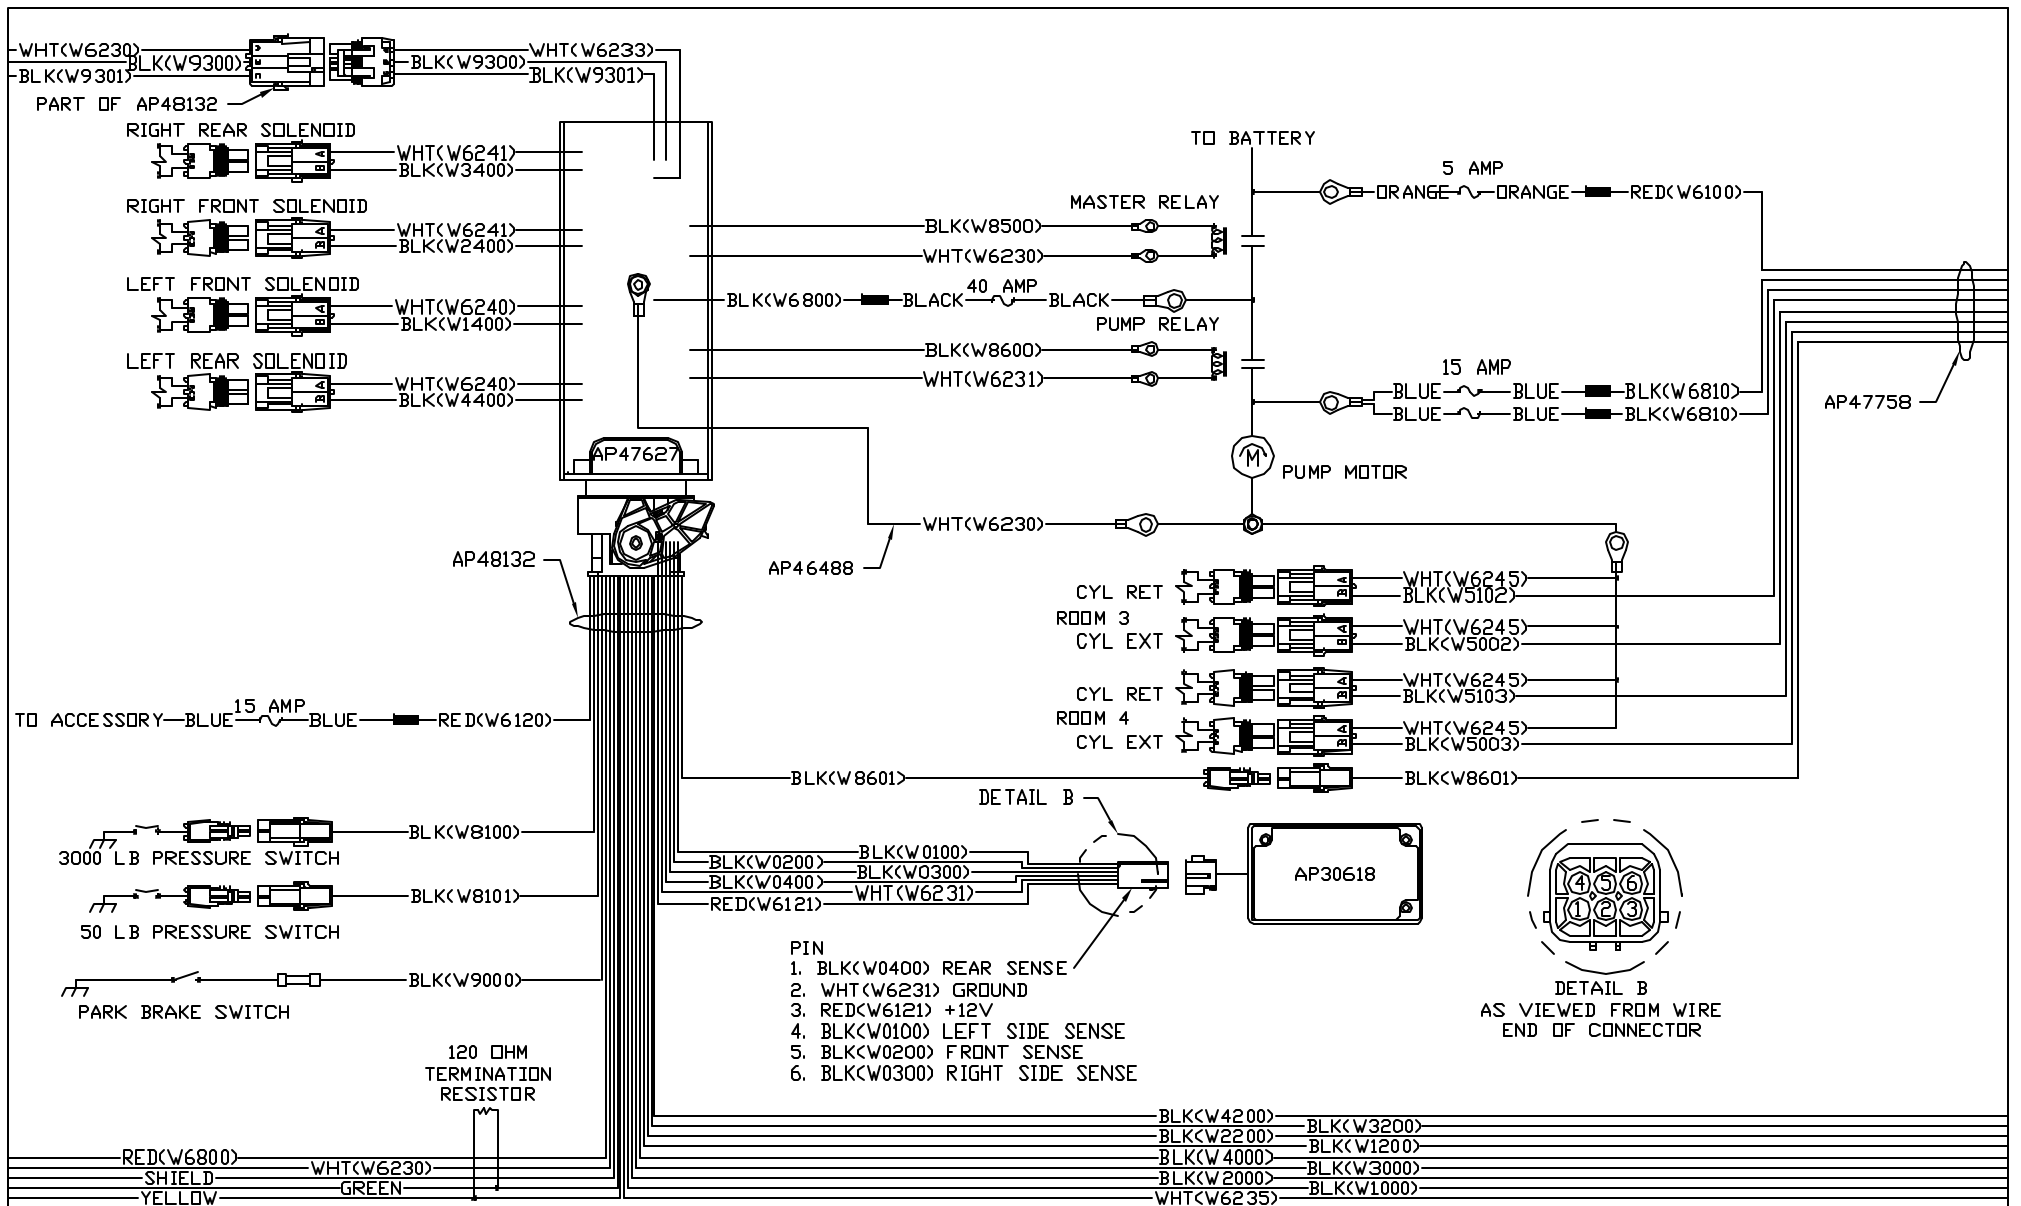 WHT(W6230)
BLK(W9300)
BLK(W9301)
WHT(W6233)
BLK(W9300)
BLK(W9301)
PART OF AP48132
RIGHT REAR SOLENOID
A
B
WHT(W6241)
BLK(W3400)
RIGHT FRONT SOLENOID
A
B
WHT(W6241)
BLK(W2400)
LEFT FRONT SOLENOID
A
B
WHT(W6240)
BLK(W1400)
LEFT REAR SOLENOID
A
B
WHT(W6240)
BLK(W4400)
AP47627
TO BATTERY
5 AMP
ORANGE
ORANGE
RED(W6100)
MASTER RELAY
BLK(W8500)
WHT(W6230)
40 AMP
BLK(W6800)
BLACK
BLACK
PUMP RELAY
BLK(W8600)
WHT(W6231)
15 AMP
BLUE
BLUE
BLK(W6810)
BLUE
BLUE
BLK(W6810)
AP47758
M
PUMP MOTOR
WHT(W6230)
AP48132
AP46488
CYL RET
A
B
WHT(W6245)
BLK(W5102)
ROOM 3
CYL EXT
A
B
WHT(W6245)
BLK(W5002)
CYL RET
A
B
WHT(W6245)
BLK(W5103)
ROOM 4
CYL EXT
A
B
WHT(W6245)
BLK(W5003)
BLK(W8601)
BLK(W8601)
15 AMP
TO ACCESSORY
BLUE
BLUE
RED(W6120)
BLK(W8100)
3000 LB PRESSURE SWITCH
BLK(W8101)
50 LB PRESSURE SWITCH
BLK(W9000)
PARK BRAKE SWITCH
DETAIL B
BLK(W0100)
BLK(W0200)
BLK(W0300)
BLK(W0400)
WHT(W6231)
RED(W6121)
AP30618
4 5 6
1 2 3
PIN
1. BLK(W0400) REAR SENSE
2. WHT(W6231) GROUND
3. RED(W6121) +12V
4. BLK(W0100) LEFT SIDE SENSE
5. BLK(W0200) FRONT SENSE
6. BLK(W0300) RIGHT SIDE SENSE
DETAIL B
AS VIEWED FROM WIRE
END OF CONNECTOR
120 OHM
TERMINATION
RESISTOR
RED(W6800)
WHT(W6230)
SHIELD
GREEN
YELLOW
BLK(W4200)
BLK(W3200)
BLK(W2200)
BLK(W1200)
BLK(W4000)
BLK(W3000)
BLK(W2000)
BLK(W1000)
WHT(W6235)